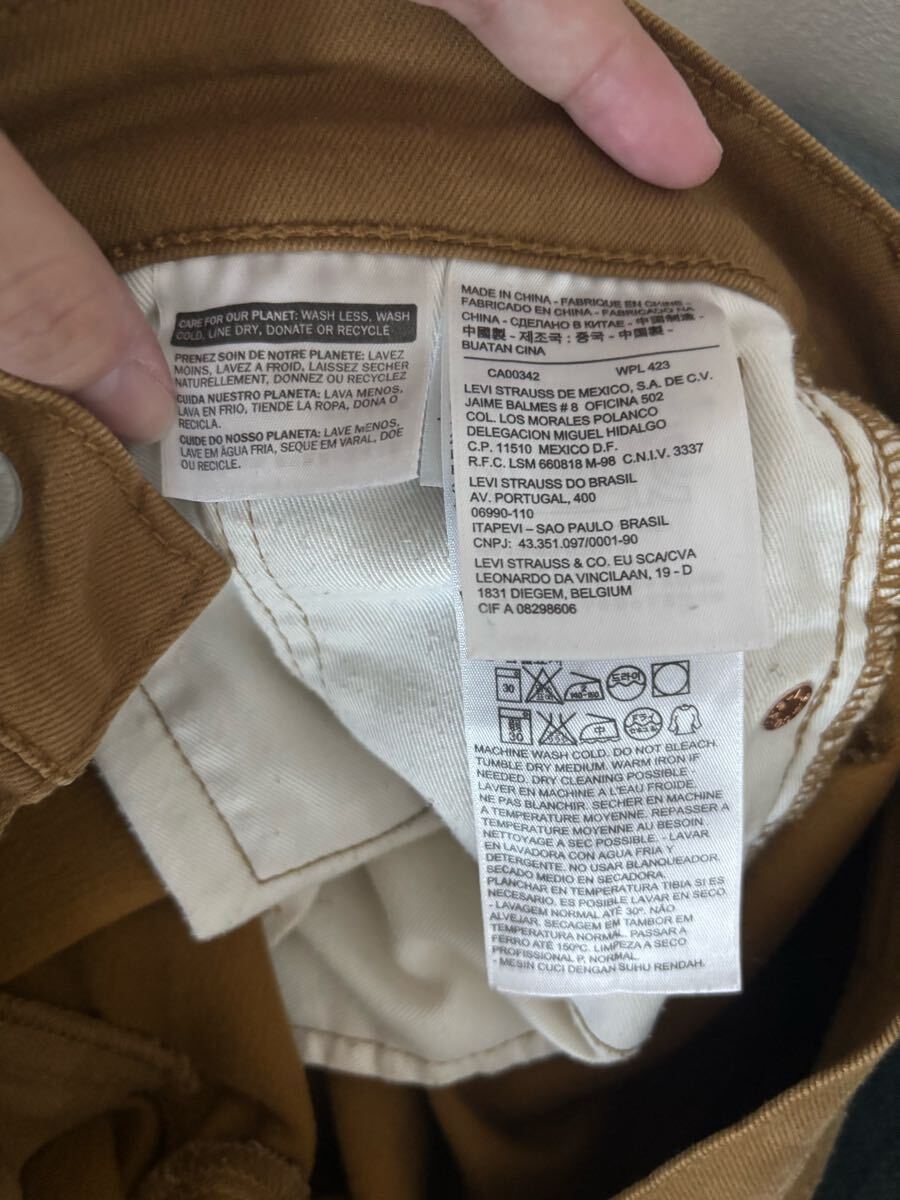 CARE FOR OUR PLANET: WASH LESS, WASH
COLD, LINE DRY, DONATE OR RECYCLE
PRENEZ SOIN DE NOTRE PLANETE: LAVEZ
MOINS, LAVEZ A FROID, LAISSEZ SECHER
NATURELLEMENT, DONNEZ OU RECYCLEZ
CUIDA NUESTRO PLANETA: LAVA MENOS,
LAVA EN FRIO, TIENDE LA ROPA, DONA O
RECICLA.
CUIDE DO NOSSO PLANETA: LAVE MENOS,
LAVE EM ÁGUA FRIA, SEQUE EM VARAL, DOE
OU RECICLE.
MADE IN CHINA - FABRIQUE EN CHINE -
FABRICADO EN CHINA - FABRICADO NA
CHINA - СДЕЛАНО В КИТАЕ - 中國製造 -
中國製 - 제조국 : 중국 - 中国製 -
BUATAN CINA
CA00342 WPL 423
LEVI STRAUSS DE MEXICO, S.A. DE C.V.
JAIME BALMES # 8 OFICINA 502
COL. LOS MORALES POLANCO
DELEGACION MIGUEL HIDALGO
C.P. 11510 MEXICO D.F.
R.F.C. LSM 660818 M-98 C.N.I.V. 3337
LEVI STRAUSS DO BRASIL
AV. PORTUGAL, 400
06990-110
ITAPEVI – SAO PAULO BRASIL
CNPJ: 43.351.097/0001-90
LEVI STRAUSS & CO. EU SCA/CVA
LEONARDO DA VINCILAAN, 19 - D
1831 DIEGEM, BELGIUM
CIF A 08298606
30 드라이
30 中 ドライ
MACHINE WASH COLD. DO NOT BLEACH.
TUMBLE DRY MEDIUM. WARM IRON IF
NEEDED. DRY CLEANING POSSIBLE.
LAVER EN MACHINE A L'EAU FROIDE.
NE PAS BLANCHIR. SECHER EN MACHINE
A TEMPERATURE MOYENNE. REPASSER A
TEMPERATURE MOYENNE AU BESOIN
NETTOYAGE A SEC POSSIBLE. - LAVAR
EN LAVADORA CON AGUA FRIA Y
DETERGENTE. NO USAR BLANQUEADOR.
SECADO MEDIO EN SECADORA.
PLANCHAR EN TEMPERATURA TIBIA SI ES
NECESARIO. ES POSIBLE LAVAR EN SECO.
- LAVAGEM NORMAL ATÉ 30º. NÃO
ALVEJAR. SECAGEM EM TAMBOR EM
TEMPERATURA NORMAL. PASSAR A
FERRO ATÉ 150ºC. LIMPEZA A SECO
PROFISSIONAL P. NORMAL.
- MESIN CUCI DENGAN SUHU RENDAH.